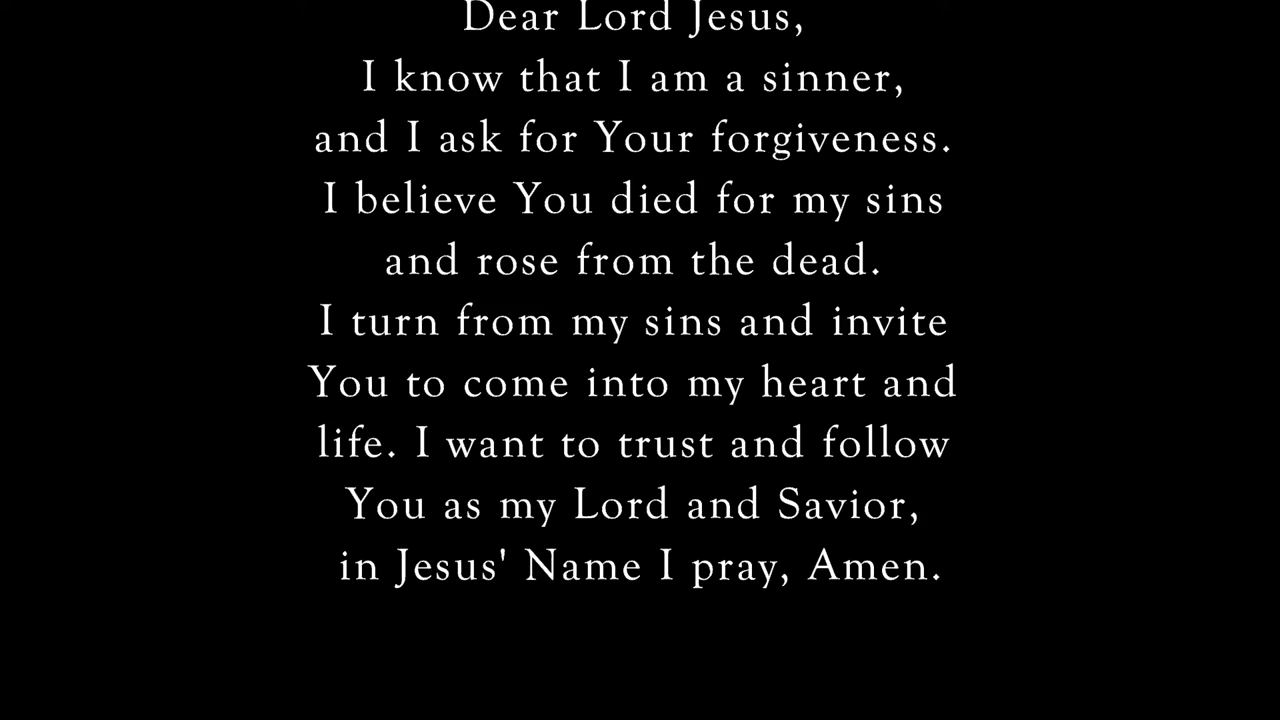 Dear Lord Jesus,
I know that I am a sinner,
and I ask for Your forgiveness.
I believe You died for my sins
and rose from the dead.
I turn from my sins and invite
You to come into my heart and
life. I want to trust and follow
You as my Lord and Savior,
in Jesus' Name I pray, Amen.